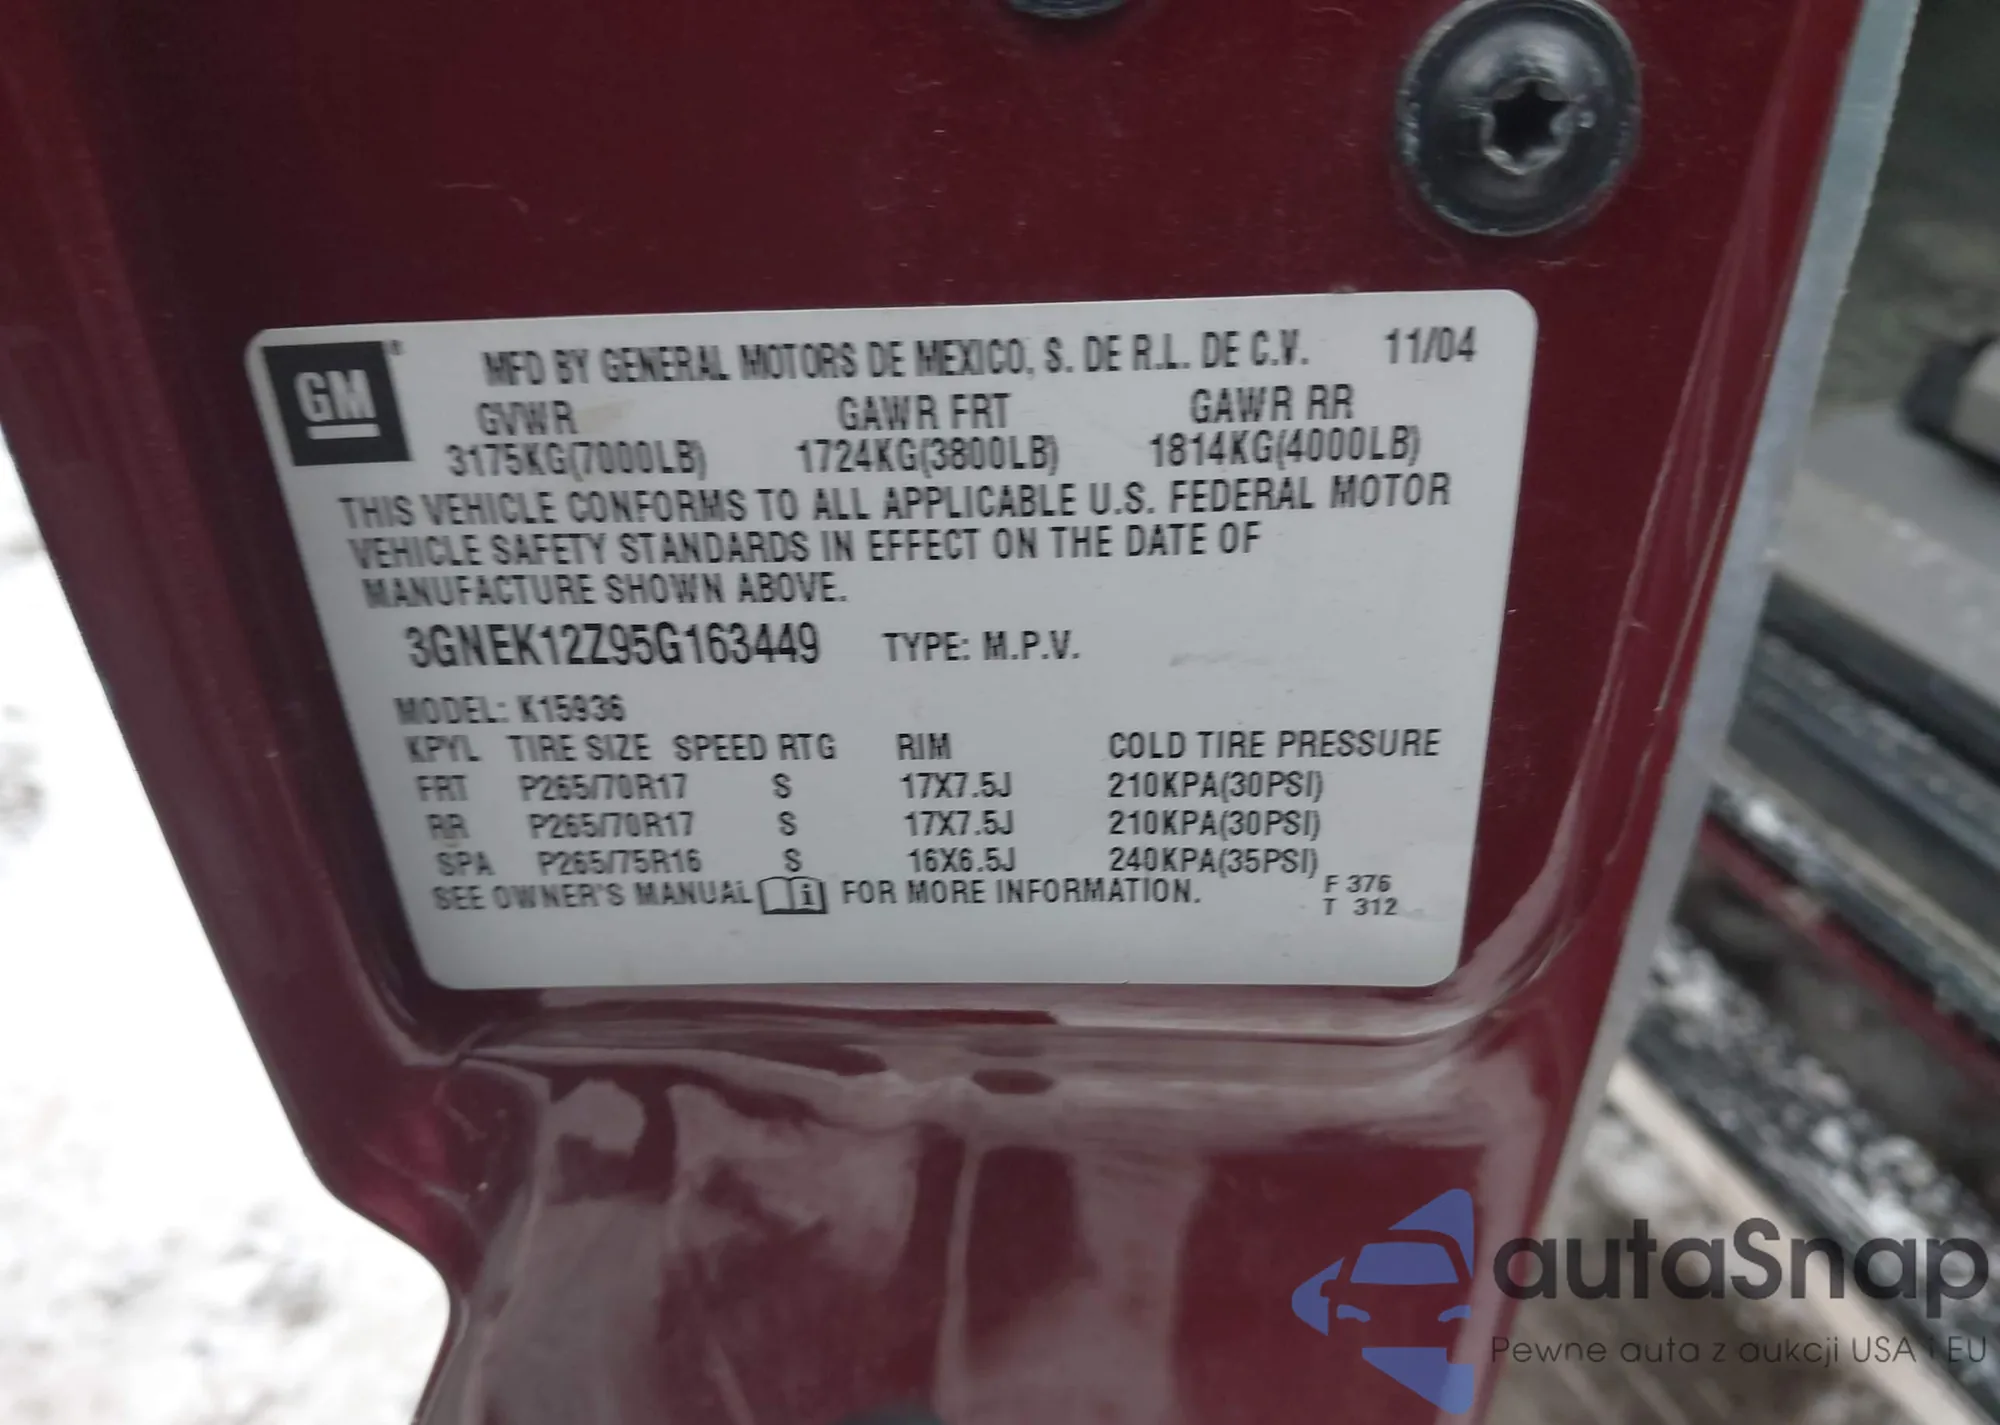 GM
MFD BY GENERAL MOTORS DE MEXICO, S. DE R.L. DE C.V. 11/04
GVWR GAWR FRT GAWR RR
3175KG(7000LB) 1724KG(3800LB) 1814KG(4000LB)
THIS VEHICLE CONFORMS TO ALL APPLICABLE U.S. FEDERAL MOTOR
VEHICLE SAFETY STANDARDS IN EFFECT ON THE DATE OF
MANUFACTURE SHOWN ABOVE.
3GNEK12Z95G163449 TYPE: M.P.V.
MODEL: K15936
KPYL TIRE SIZE SPEED RTG RIM COLD TIRE PRESSURE
FRT P265/70R17 S 17X7.5J 210KPA(30PSI)
RR P265/70R17 S 17X7.5J 210KPA(30PSI)
SPA P265/75R16 S 16X6.5J 240KPA(35PSI)
SEE OWNER'S MANUAL i FOR MORE INFORMATION.
F 376
T 312
autaSnap
Pewne auta z aukcji USA i EU